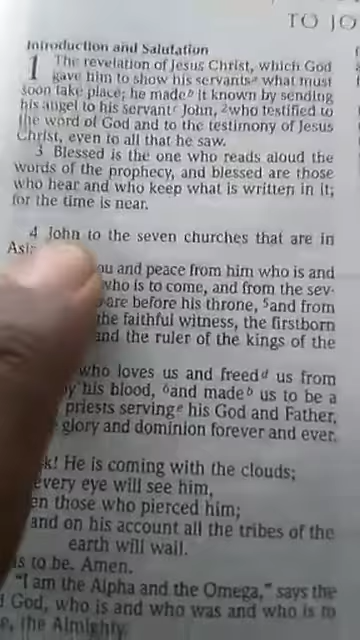 TO JO
Introduction and Salutation
1 The revelation of Jesus Christ, which God
gave him to show his servants what must
soon take place; he made it known by sending
his angel to his servant John, 2who testified to
the word of God and to the testimony of Jesus
Christ, even to all that he saw.
3 Blessed is the one who reads aloud the
words of the prophecy, and blessed are those
who hear and who keep what is written in it;
for the time is near.
4 John to the seven churches that are in
Asia
ou and peace from him who is and
who is to come, and from the sev-
are before his throne, 5and from
the faithful witness, the firstborn
and the ruler of the kings of the
who loves us and freedd us from
y his blood, 6and made us to be a
priests servinge his God and Father,
glory and dominion forever and ever.
k! He is coming with the clouds;
every eye will see him,
en those who pierced him;
and on his account all the tribes of the
earth will wail.
is to be. Amen.
"I am the Alpha and the Omega," says the
God, who is and who was and who is to
e, the Almighty.